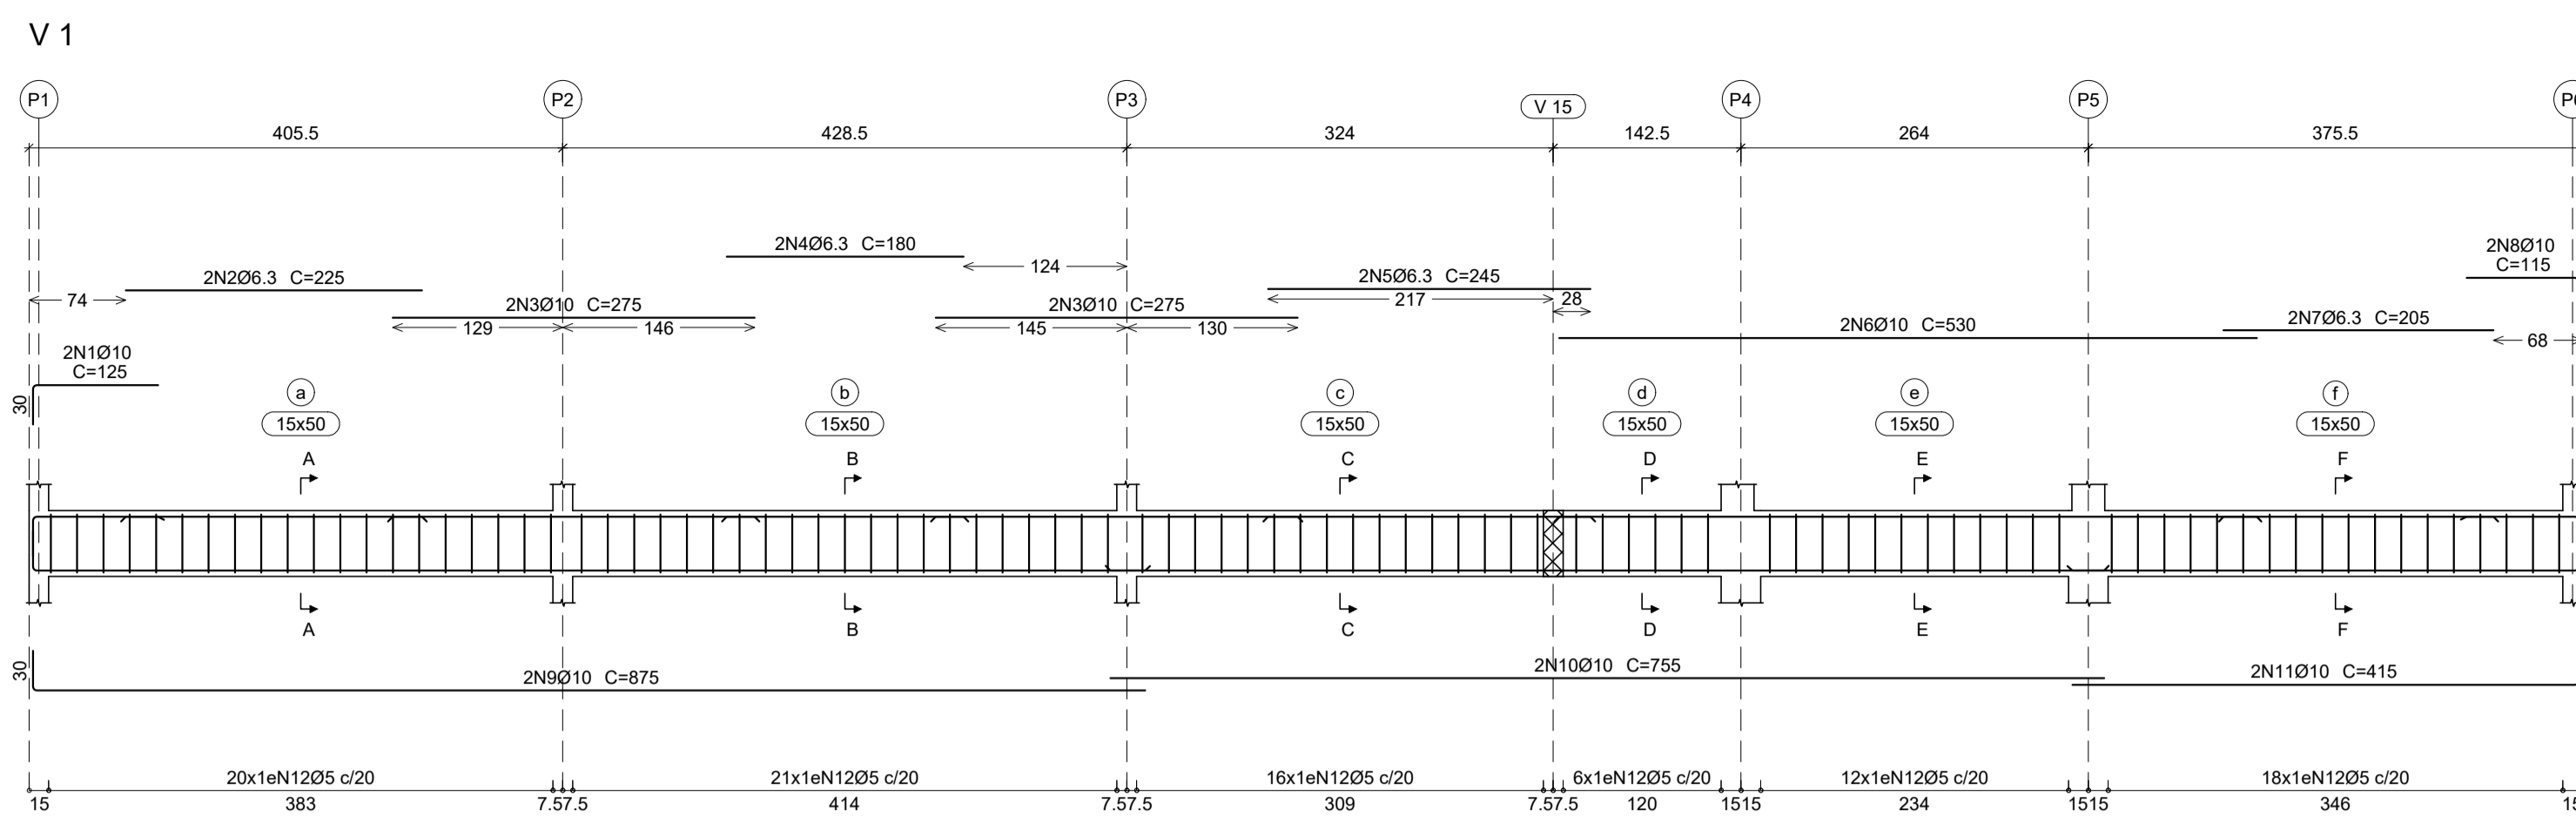 V 1
P1 P2 P3 V 15 P4 P5
405.5 428.5 324 142.5 264 375.5
2N4Ø6.3 C=180
2N8Ø10
C=115
124
2N2Ø6.3 C=225
2N5Ø6.3 C=245
74
217 28
2N3Ø10 C=275
2N3Ø10 C=275
2N7Ø6.3 C=205
129 146 145 130
2N6Ø10 C=530
68
2N1Ø10
C=125
30
a b c d e f
15x50 15x50 15x50 15x50 15x50 15x50
A B C D E F
A B C D E F
30
2N9Ø10 C=875
2N10Ø10 C=755
2N11Ø10 C=415
20x1eN12Ø5 c/20 21x1eN12Ø5 c/20 16x1eN12Ø5 c/20 6x1eN12Ø5 c/20 12x1eN12Ø5 c/20 18x1eN12Ø5 c/20
15 383 7.57.5 414 7.57.5 309 7.57.5 120 1515 234 1515 346